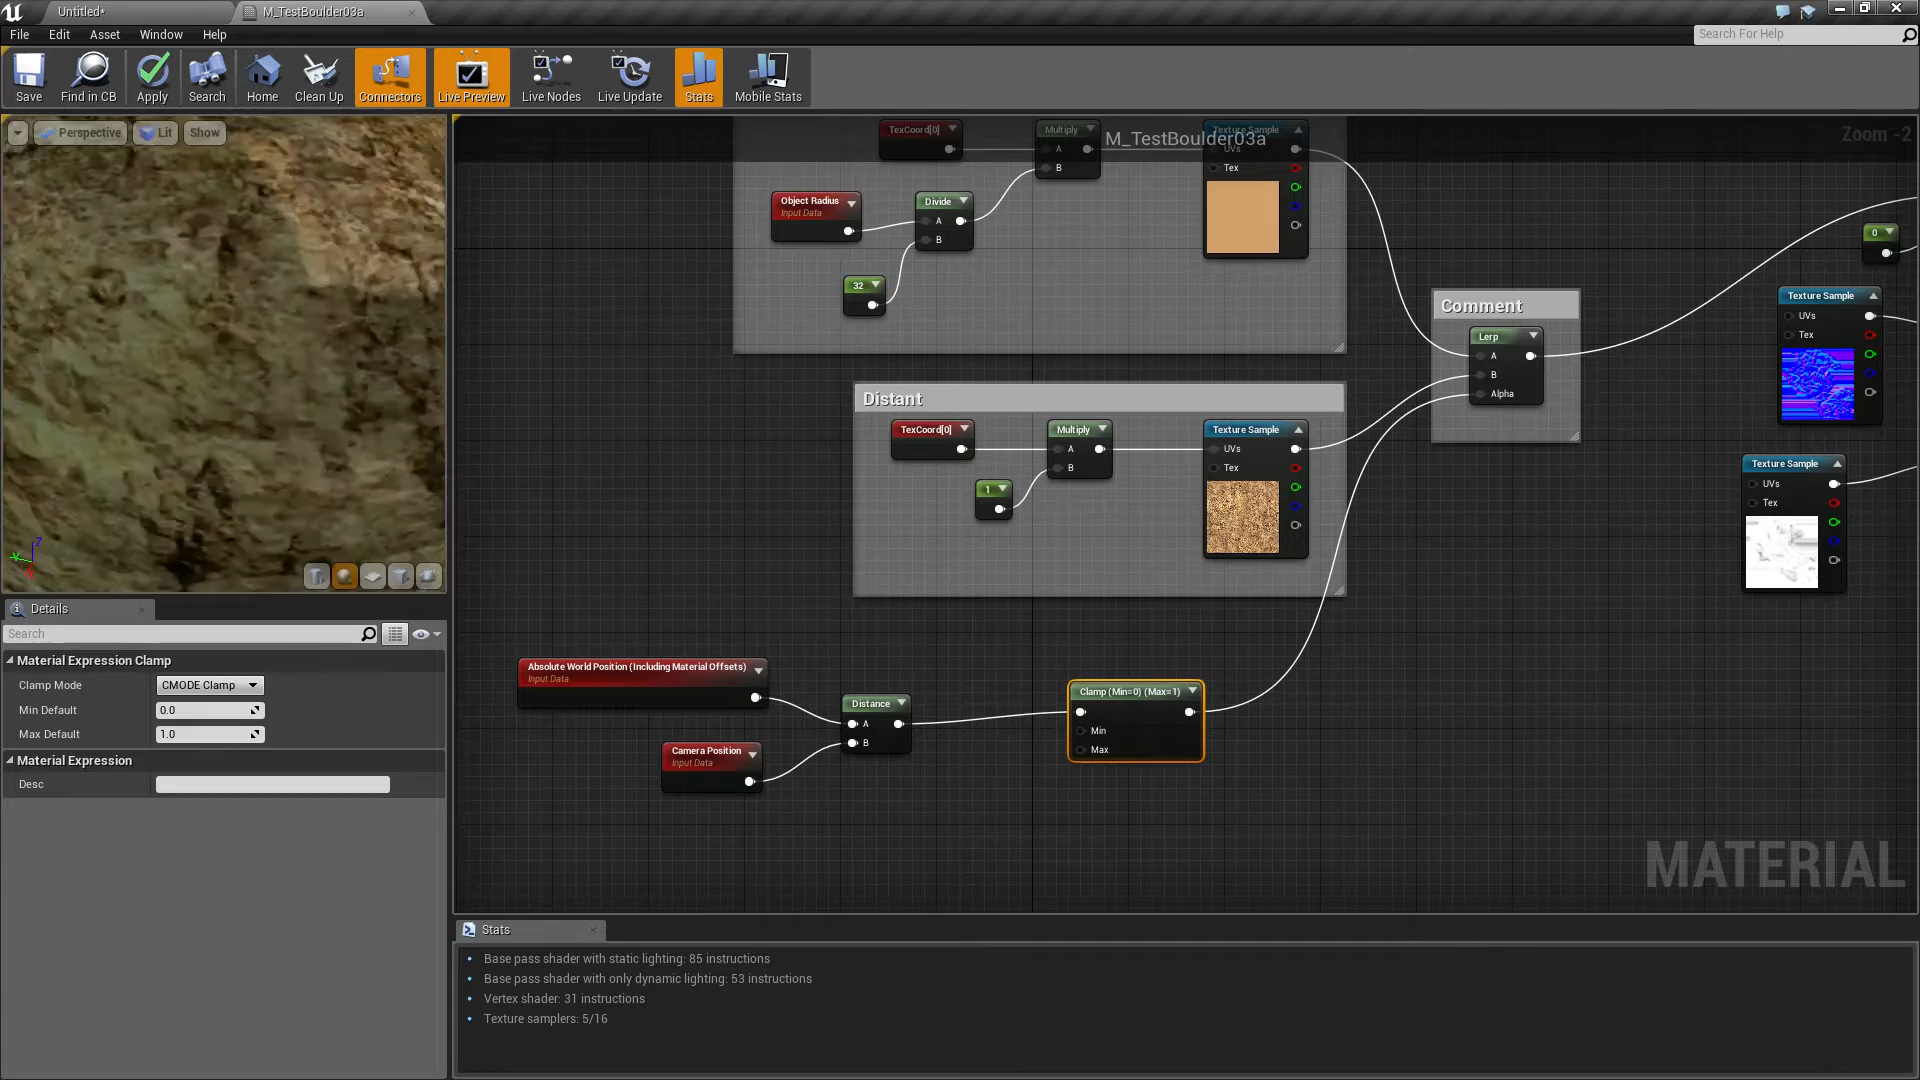 Untitled*
M_TestBoulder03a
File
Edit
Asset
Window
Help
Search For Help
Save
Find in CB
Apply
Search
Home
Clean Up
Connectors
Live Preview
Live Nodes
Live Update
Stats
Mobile Stats
Perspective
Lit
Show
M_TestBoulder03a
Zoom -2
TexCoord[0]
Multiply
A
B
Texture Sample
UVs
Tex
Object Radius
Input Data
Divide
A
B
32
0
Comment
Lerp
A
B
Alpha
Texture Sample
UVs
Tex
Distant
TexCoord[0]
Multiply
A
B
1
Texture Sample
UVs
Tex
Texture Sample
UVs
Tex
Absolute World Position (Including Material Offsets)
Input Data
Camera Position
Input Data
Distance
A
B
Clamp (Min=0) (Max=1)
Min
Max
MATERIAL
Z
Details
Search
Material Expression Clamp
Clamp Mode
CMODE Clamp
Min Default
0.0
Max Default
1.0
Material Expression
Desc
Stats
Base pass shader with static lighting: 85 instructions
Base pass shader with only dynamic lighting: 53 instructions
Vertex shader: 31 instructions
Texture samplers: 5/16